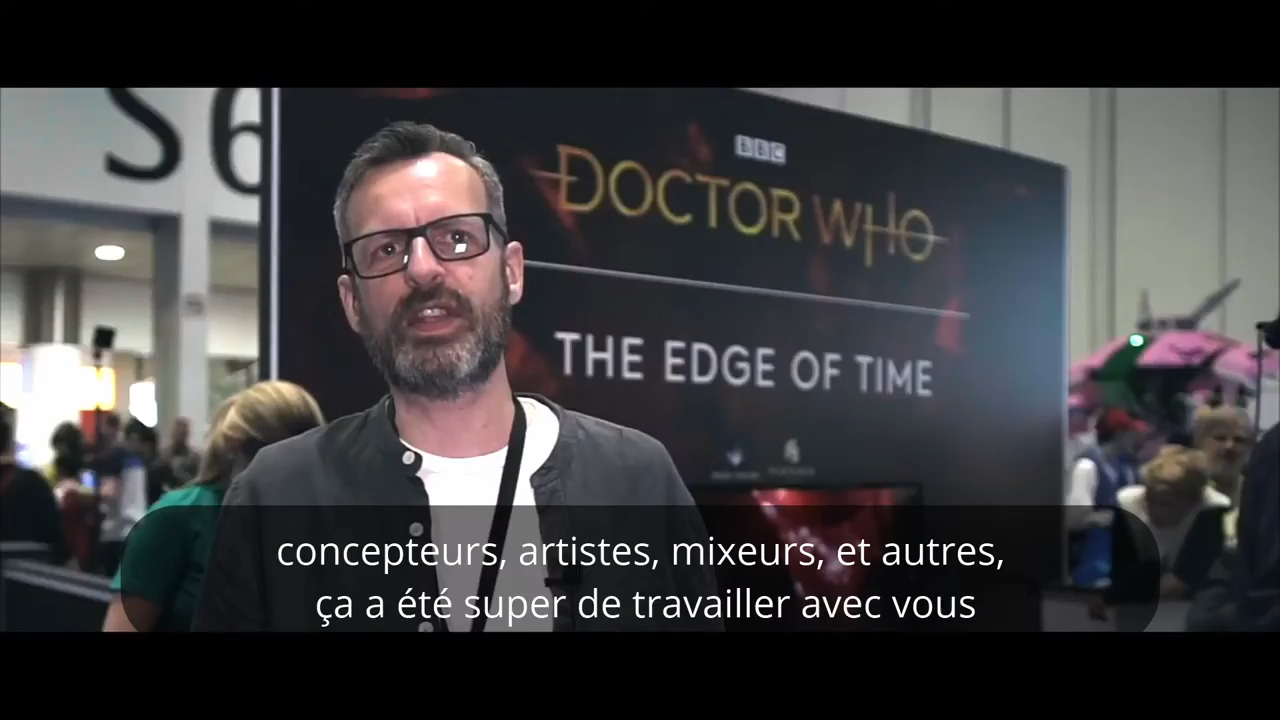 S6
BBC
DOCTOR WHO
THE EDGE OF TIME
concepteurs, artistes, mixeurs, et autres,
ça a été super de travailler avec vous